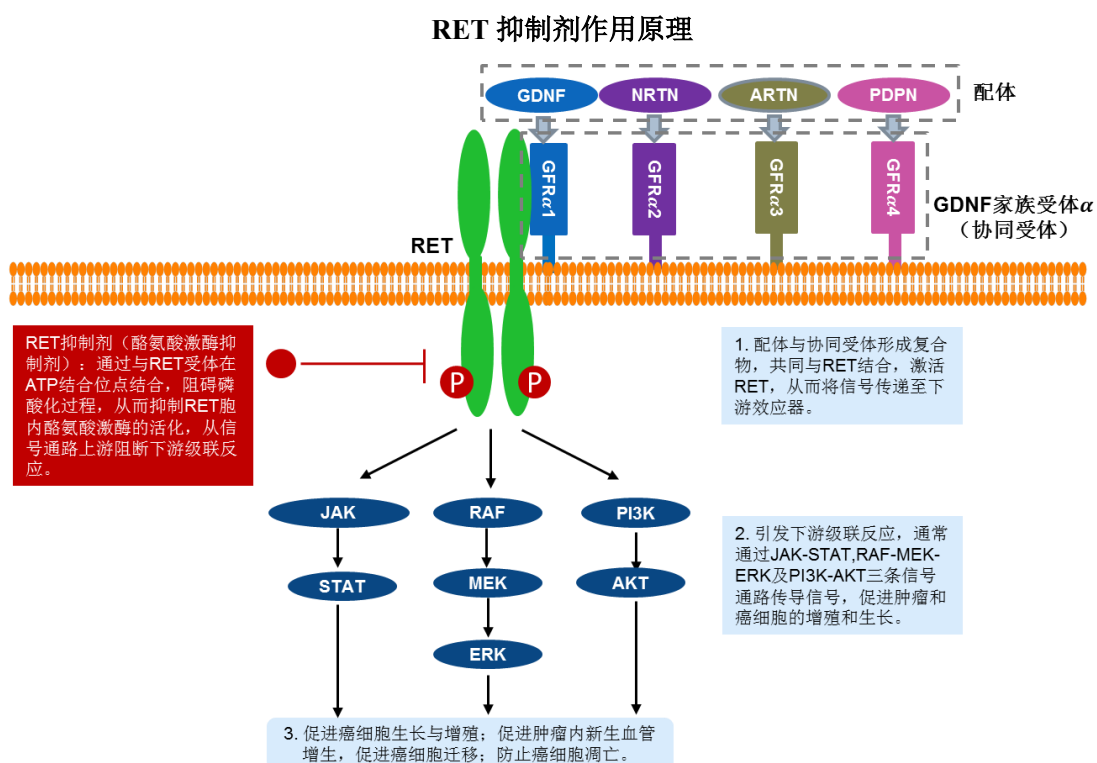 RET 抑制剂作用原理
GDNF
NRTN
ARTN
PDPN
配体
GFRα1
GFRα2
GFRα3
GFRα4
GDNF家族受体α
（协同受体）
RET
RET抑制剂（酪氨酸激酶抑
制剂）：通过与RET受体在
ATP结合位点结合，阻碍磷
酸化过程，从而抑制RET胞
内酪氨酸激酶的活化，从信
号通路上游阻断下游级联反
应。
P
P
1. 配体与协同受体形成复合
物，共同与RET结合，激活
RET，从而将信号传递至下
游效应器。
JAK
RAF
PI3K
STAT
MEK
AKT
ERK
2. 引发下游级联反应，通常
通过JAK-STAT,RAF-MEK-
ERK及PI3K-AKT三条信号
通路传导信号，促进肿瘤和
癌细胞的增殖和生长。
3. 促进癌细胞生长与增殖；促进肿瘤内新生血管
增生，促进癌细胞迁移；防止癌细胞凋亡。